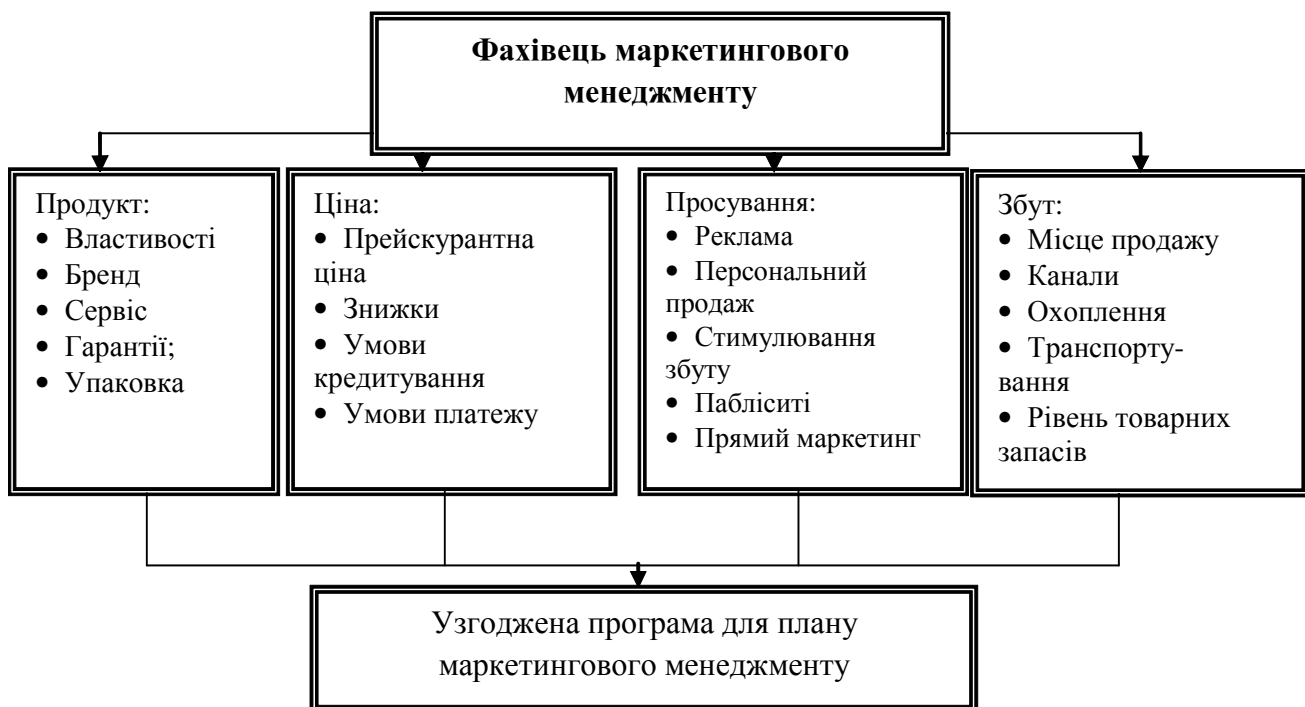 Фахівець маркетингового
менеджменту
Продукт:
• Властивості
• Бренд
• Сервіс
• Гарантії;
• Упаковка
Ціна:
• Прейскурантна
ціна
• Знижки
• Умови
кредитування
• Умови платежу
Просування:
• Реклама
• Персональний
продаж
• Стимулювання
збуту
• Пабліситі
• Прямий маркетинг
Збут:
• Місце продажу
• Канали
• Охоплення
• Транспорту-
вання
• Рівень товарних
запасів
Узгоджена програма для плану
маркетингового менеджменту